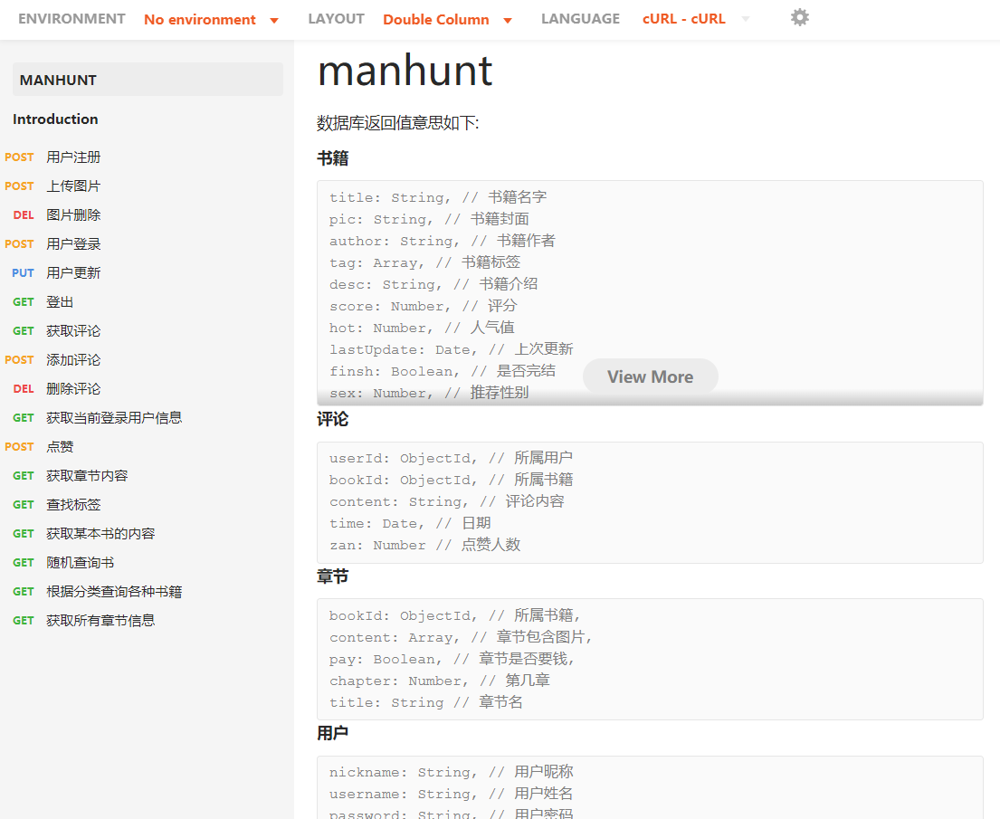 ENVIRONMENT No environment LAYOUT Double Column LANGUAGE cURL - cURL
MANHUNT
Introduction
POST 用户注册
POST 上传图片
DEL 图片删除
POST 用户登录
PUT 用户更新
GET 登出
GET 获取评论
POST 添加评论
DEL 删除评论
GET 获取当前登录用户信息
POST 点赞
GET 获取章节内容
GET 查找标签
GET 获取某本书的内容
GET 随机查询书
GET 根据分类查询各种书籍
GET 获取所有章节信息
manhunt
数据库返回值意思如下:
书籍
title: String, // 书籍名字
pic: String, // 书籍封面
author: String, // 书籍作者
tag: Array, // 书籍标签
desc: String, // 书籍介绍
score: Number, // 评分
hot: Number, // 人气值
lastUpdate: Date, // 上次更新
finsh: Boolean, // 是否完结
View More
sex: Number, // 推荐性别
评论
userId: ObjectId, // 所属用户
bookId: ObjectId, // 所属书籍
content: String, // 评论内容
time: Date, // 日期
zan: Number // 点赞人数
章节
bookId: ObjectId, // 所属书籍,
content: Array, // 章节包含图片,
pay: Boolean, // 章节是否要钱,
chapter: Number, // 第几章
title: String // 章节名
用户
nickname: String, // 用户昵称
username: String, // 用户姓名
password: String, // 用户密码